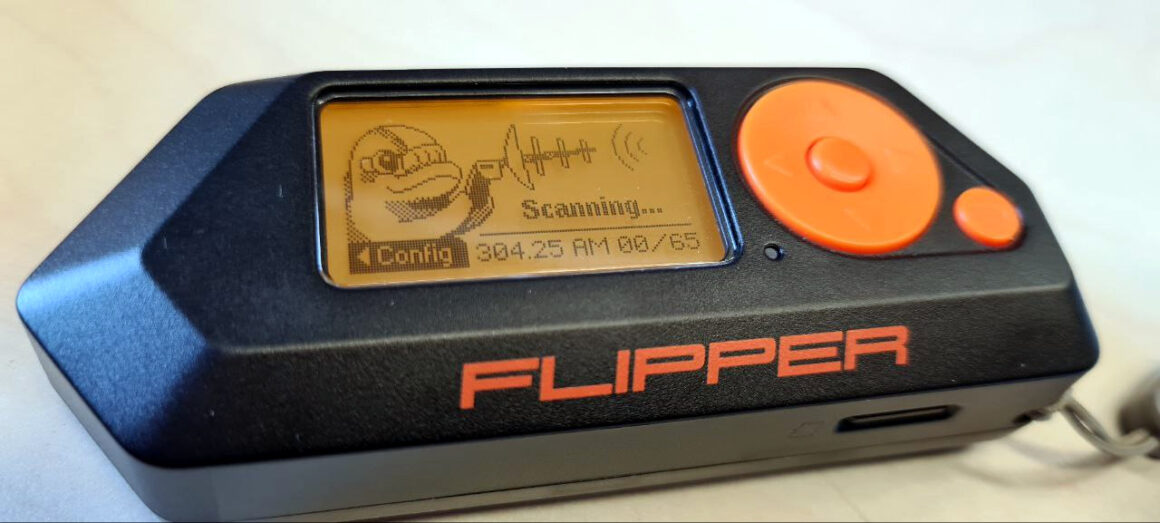 Scanning...
Config 304.25 AM 00/65
FLIPPER